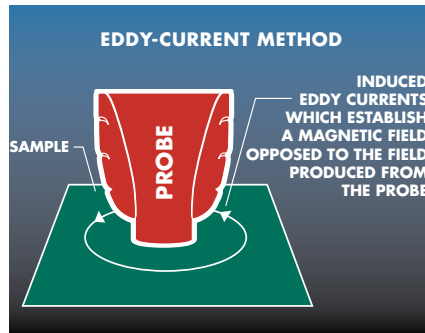 EDDY-CURRENT METHOD
INDUCED
EDDY CURRENTS
WHICH ESTABLISH
A MAGNETIC FIELD
OPPOSED TO THE FIELD
PRODUCED FROM
THE PROBE
SAMPLE
PROBE